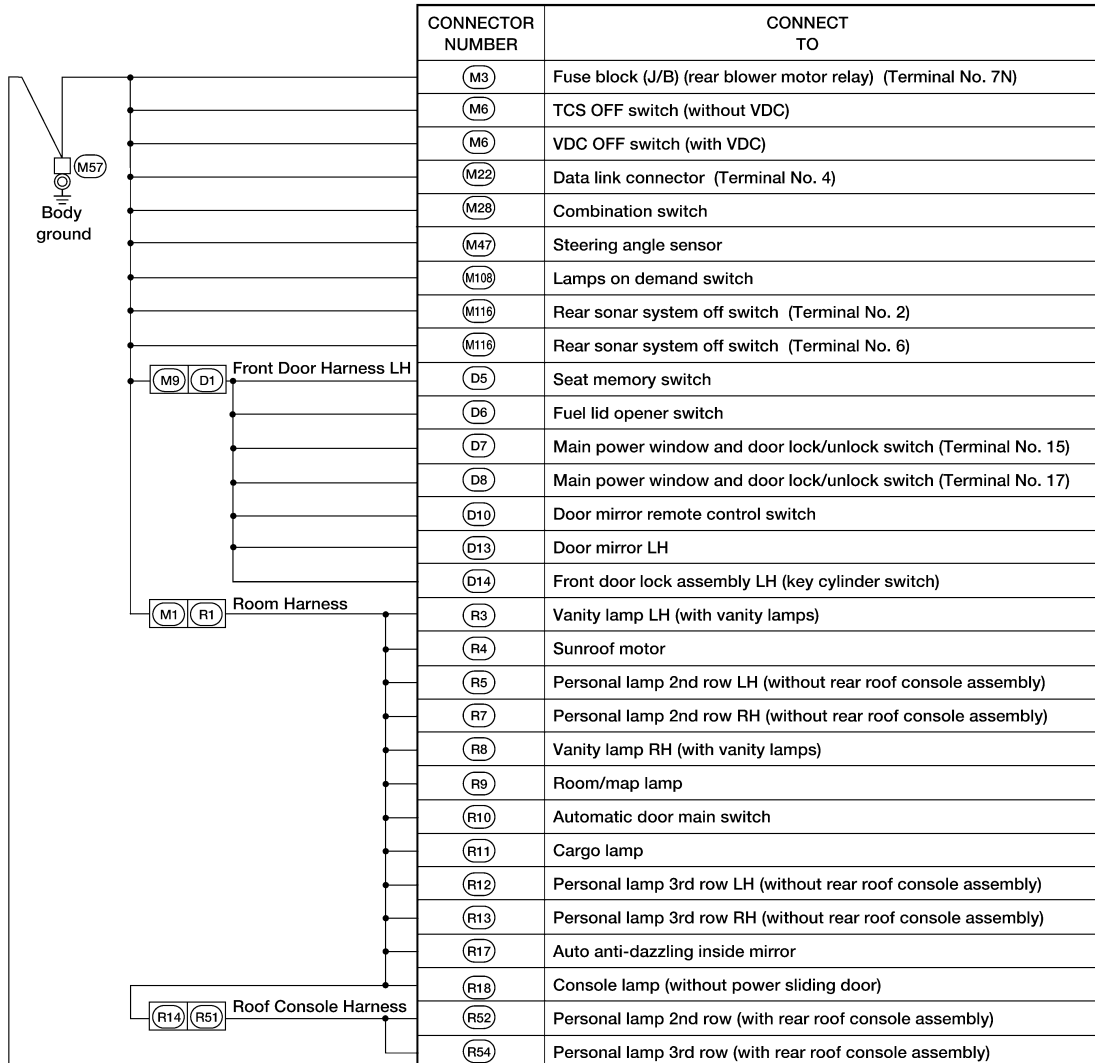 CONNECTOR NUMBER CONNECT TO
M3 Fuse block (J/B) (rear blower motor relay) (Terminal No. 7N)
M6 TCS OFF switch (without VDC)
M6 VDC OFF switch (with VDC)
M57
M22 Data link connector (Terminal No. 4)
Body ground
M28 Combination switch
M47 Steering angle sensor
M108 Lamps on demand switch
M116 Rear sonar system off switch (Terminal No. 2)
M116 Rear sonar system off switch (Terminal No. 6)
M9 D1 Front Door Harness LH D5 Seat memory switch
D6 Fuel lid opener switch
D7 Main power window and door lock/unlock switch (Terminal No. 15)
D8 Main power window and door lock/unlock switch (Terminal No. 17)
D10 Door mirror remote control switch
D13 Door mirror LH
D14 Front door lock assembly LH (key cylinder switch)
M1 R1 Room Harness R3 Vanity lamp LH (with vanity lamps)
R4 Sunroof motor
R5 Personal lamp 2nd row LH (without rear roof console assembly)
R7 Personal lamp 2nd row RH (without rear roof console assembly)
R8 Vanity lamp RH (with vanity lamps)
R9 Room/map lamp
R10 Automatic door main switch
R11 Cargo lamp
R12 Personal lamp 3rd row LH (without rear roof console assembly)
R13 Personal lamp 3rd row RH (without rear roof console assembly)
R17 Auto anti-dazzling inside mirror
R18 Console lamp (without power sliding door)
R14 R51 Roof Console Harness R52 Personal lamp 2nd row (with rear roof console assembly)
R54 Personal lamp 3rd row (with rear roof console assembly)